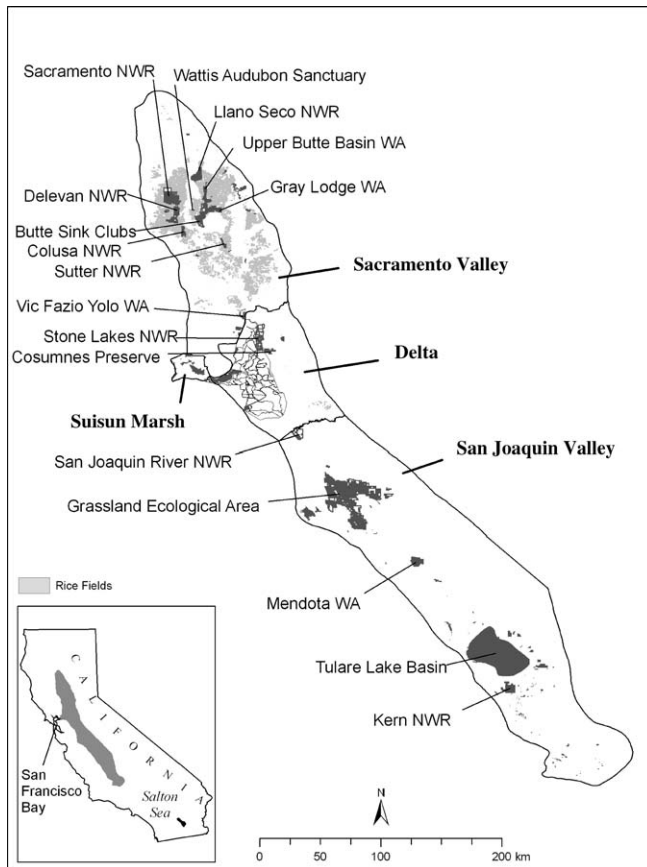 Sacramento NWR
Wattis Audubon Sanctuary
Llano Seco NWR
Upper Butte Basin WA
Delevan NWR
Gray Lodge WA
Butte Sink Clubs
Colusa NWR
Sutter NWR
Sacramento Valley
Vic Fazio Yolo WA
Stone Lakes NWR
Cosumnes Preserve
Delta
Suisun Marsh
San Joaquin River NWR
San Joaquin Valley
Grassland Ecological Area
Mendota WA
Tulare Lake Basin
Kern NWR
Rice Fields
CALIFORNIA
San
Francisco
Bay
Salton
Sea
N
0 50 100 200 km